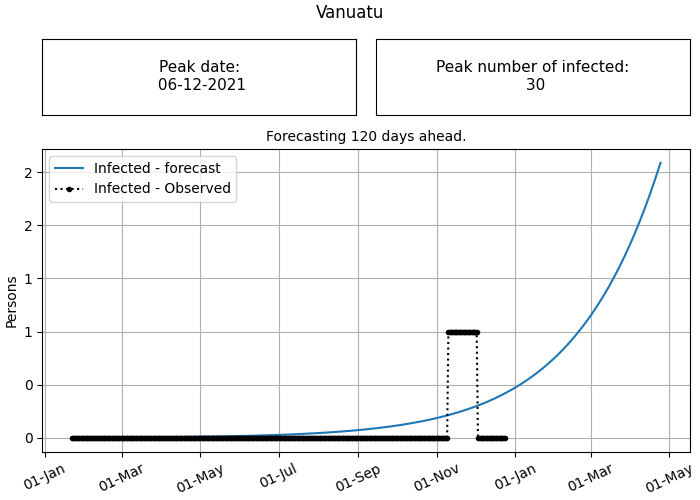 Vanuatu
Peak date:
06-12-2021
Peak number of infected:
30
Forecasting 120 days ahead.
Infected - forecast
Infected - Observed
Persons
2
2
1
1
0
0
01-Jan
01-Mar
01-May
01-Jul
01-Sep
01-Nov
01-Jan
01-Mar
01-May